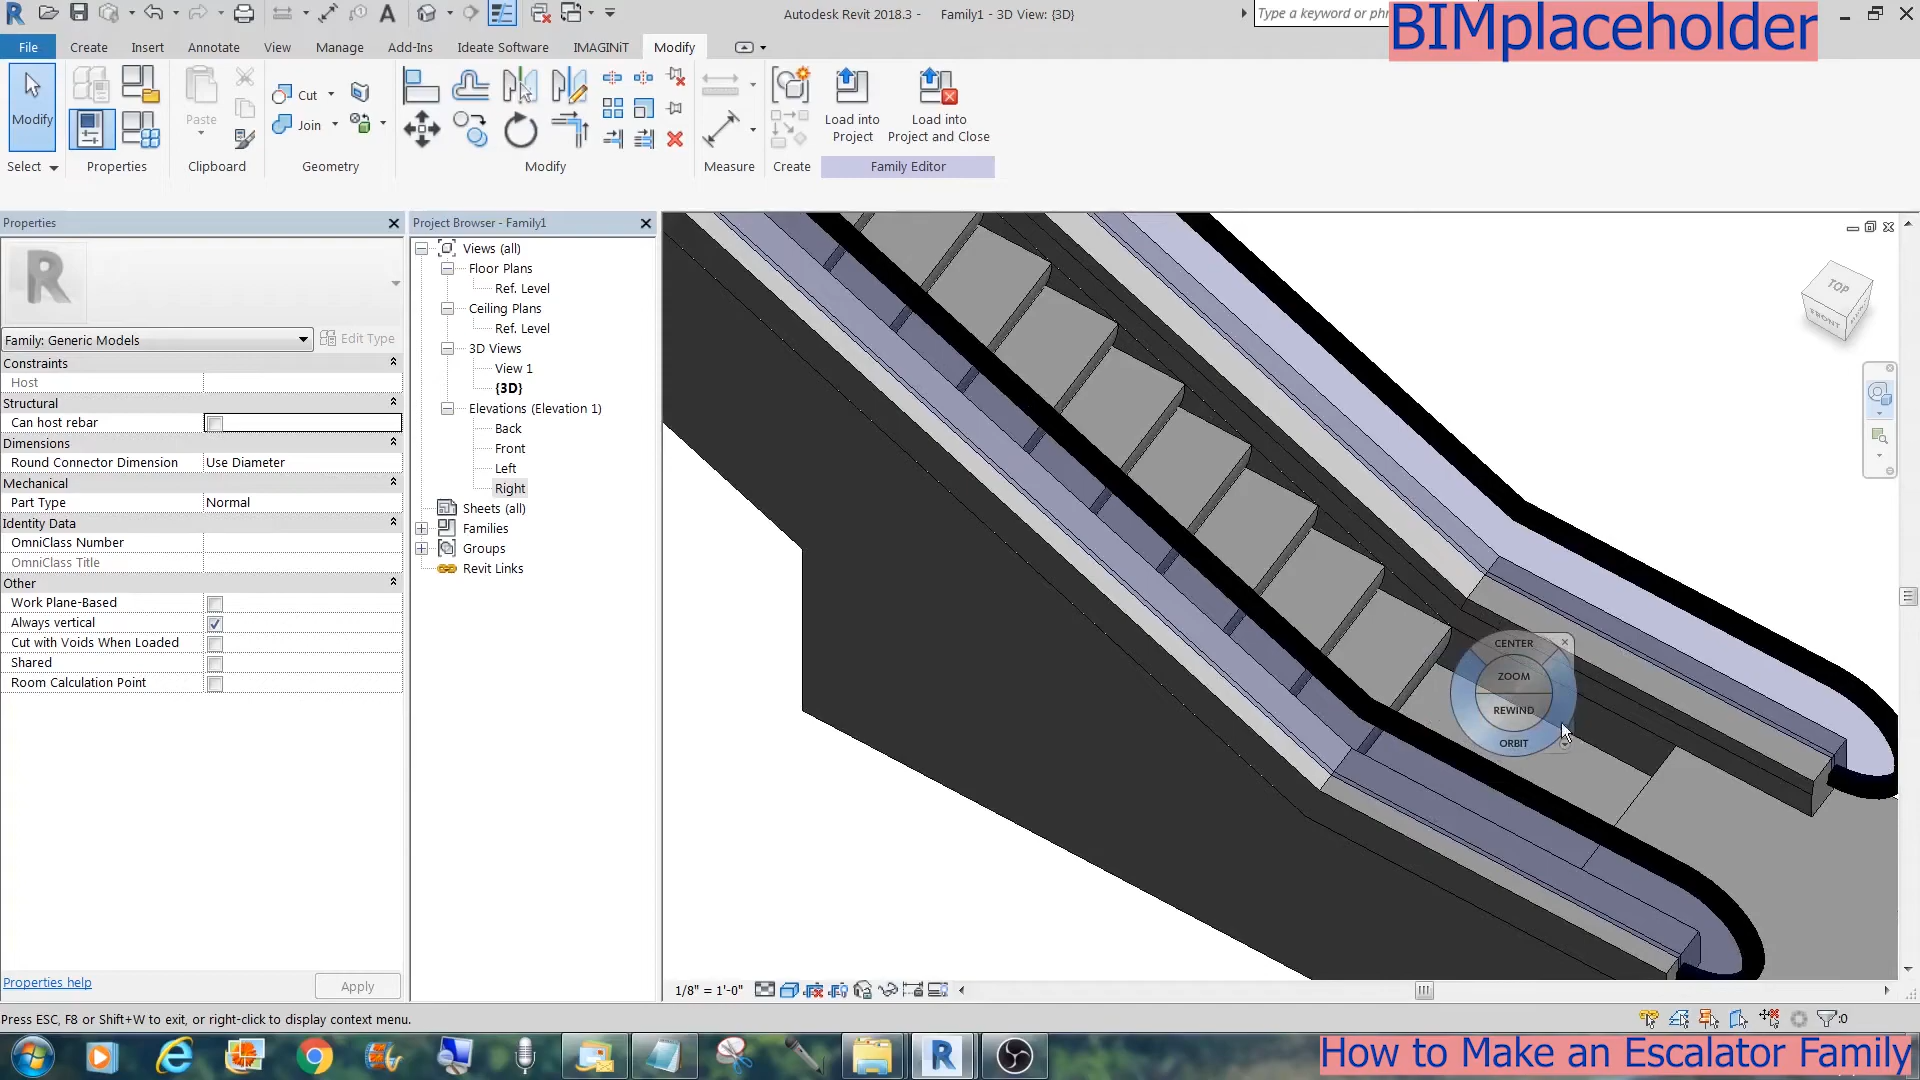 Autodesk Revit 2018.3 - Family1 - 3D View: {3D}
Type a keyword or phr
BIMplaceholder
File Create Insert Annotate View Manage Add-Ins Ideate Software IMAGINiT Modify
Modify
Paste
Cut
Join
Load into Project
Load into Project and Close
Select Properties Clipboard Geometry Modify Measure Create Family Editor
Properties
R
Family: Generic Models
Edit Type
Constraints
Host
Structural
Can host rebar
Dimensions
Round Connector Dimension Use Diameter
Mechanical
Part Type Normal
Identity Data
OmniClass Number
OmniClass Title
Other
Work Plane-Based
Always vertical
Cut with Voids When Loaded
Shared
Room Calculation Point
Properties help
Apply
Project Browser - Family1
Views (all)
Floor Plans
Ref. Level
Ceiling Plans
Ref. Level
3D Views
View 1
{3D}
Elevations (Elevation 1)
Back
Front
Left
Right
Sheets (all)
Families
Groups
Revit Links
TOP
FRONT
CENTER
ZOOM
REWIND
ORBIT
1/8" = 1'-0"
Press ESC, F8 or Shift+W to exit, or right-click to display context menu.
:0
How to Make an Escalator Family